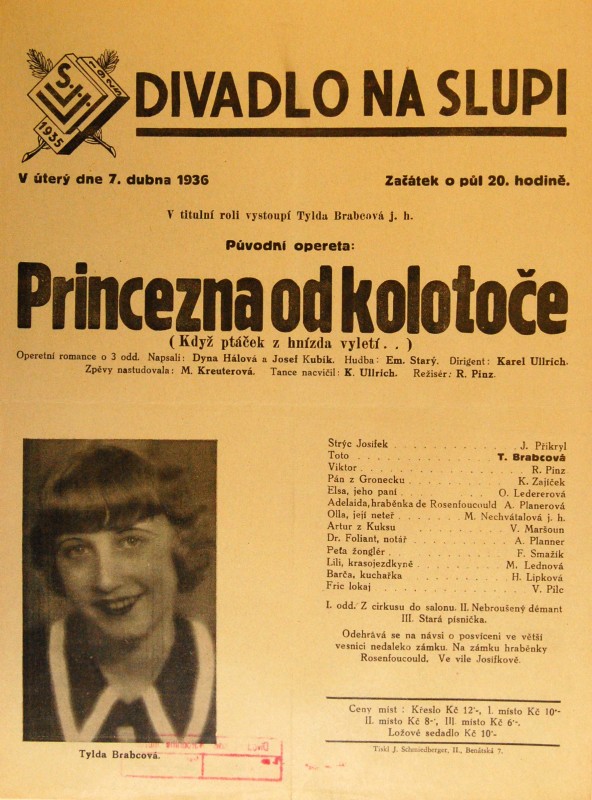 S.J.J.
1925
1935
DIVADLO NA SLUPI
V úterý dne 7. dubna 1936
Začátek o půl 20. hodině.
V titulní roli vystoupí Tylda Brabcová j. h.
Původní opereta:
Princezna od kolotoče
(Když ptáček z hnízda vyletí . . )
Operetní romance o 3 odd. Napsali: Dyna Hálová a Josef Kubík. Hudba: Em. Starý. Dirigent: Karel Ullrich.
Zpěvy nastudovala: M. Kreuterová. Tance nacvičil: K. Ullrich. Režisér: R. Pinz.
Strýc Josífek J. Přikryl
Toto T. Brabcová
Viktor R. Pinz
Pán z Gronecku K. Zajíček
Elsa, jeho paní O. Ledererová
Adelaida, hraběnka de Rosenfoucould A. Planerová
Olla, její neteř M. Nechvátalová j. h.
Artur z Kuksu V. Maršoun
Dr. Foliant, notář A. Planner
Peťa žonglér F. Smažík
Lili, krasojezdkyně M. Lednová
Barča, kuchařka H. Lipková
Fric lokaj V. Pilc
I. odd. Z cirkusu do salonu. II. Nebroušený démant
III. Stará písnička.
Odehrává se na návsi o posvícení ve větší
vesnici nedaleko zámku. Na zámku hraběnky
Rosenfoucould. Ve vile Josífkově.
Ceny míst : Křeslo Kč 12·-, I. místo Kč 10·-
II. místo Kč 8·-, III. místo Kč 6·-.
Ložové sedadlo Kč 10·-
Tiskl J. Schmiedberger, II., Benátská 7.
Tylda Brabcová.